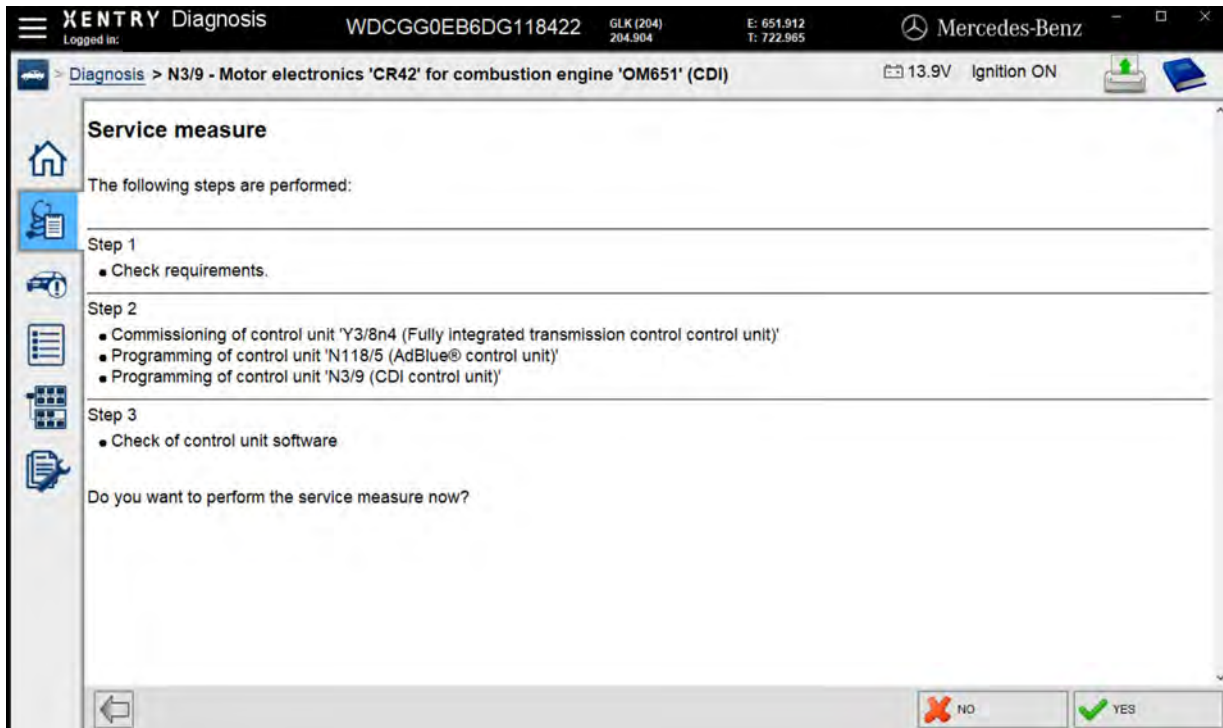 XENTRY Diagnosis WDCGG0EB6DG118422 GLK (204) E: 651.912 Mercedes-Benz
Logged in: 204.904 T: 722.965
> Diagnosis > N3/9 - Motor electronics 'CR42' for combustion engine 'OM651' (CDI) 13.9V Ignition ON
Service measure
The following steps are performed:
Step 1
• Check requirements.
Step 2
• Commissioning of control unit 'Y3/8n4 (Fully integrated transmission control control unit)'
• Programming of control unit 'N118/5 (AdBlue® control unit)'
• Programming of control unit 'N3/9 (CDI control unit)'
Step 3
• Check of control unit software
Do you want to perform the service measure now?
NO YES